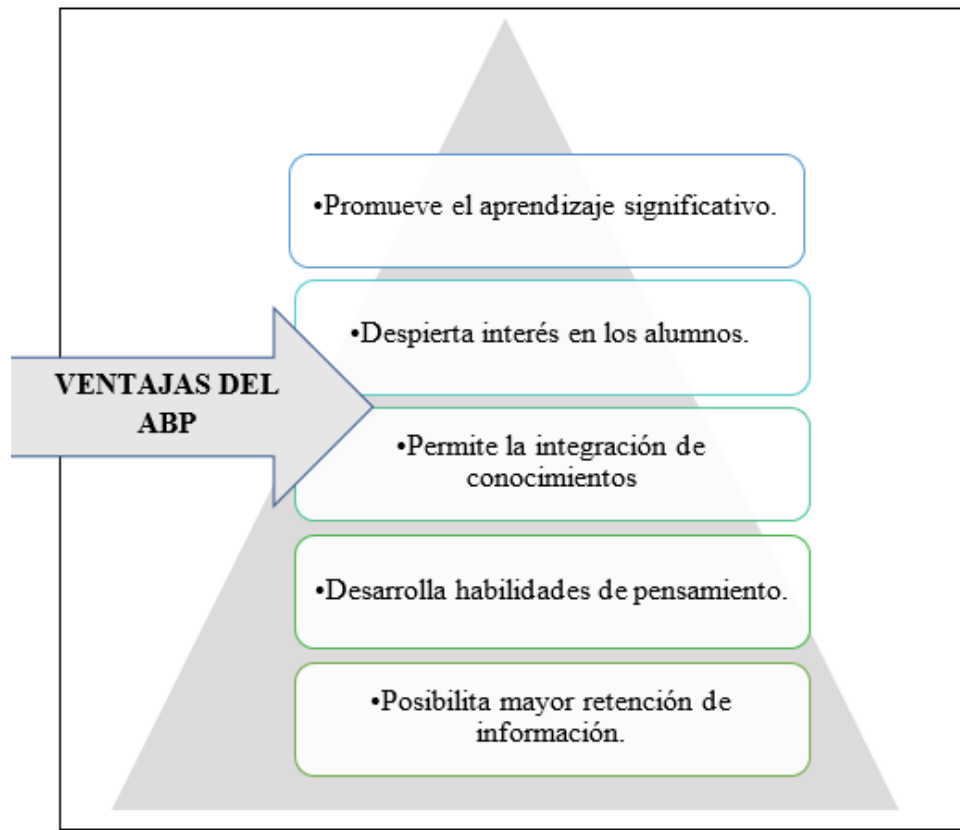 •Promueve el aprendizaje significativo.
•Despierta interés en los alumnos.
VENTAJAS DEL
ABP
•Permite la integración de
conocimientos
•Desarrolla habilidades de pensamiento.
•Posibilita mayor retención de
información.